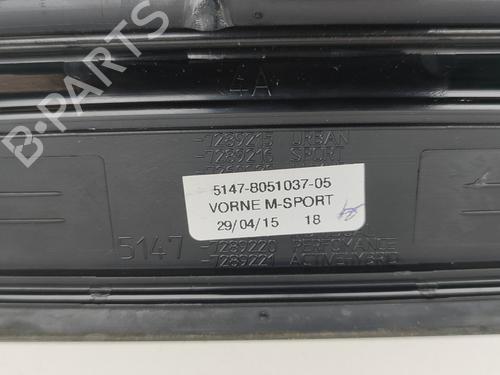 4A
-7289215 URBAN
-7289216 SPORT
5147-8051037-05
VORNE M-SPORT
29/04/15 18
5147
-7289220 PERFOMANCE
-7289221 ACTIVEHYBRID
B-PARTS